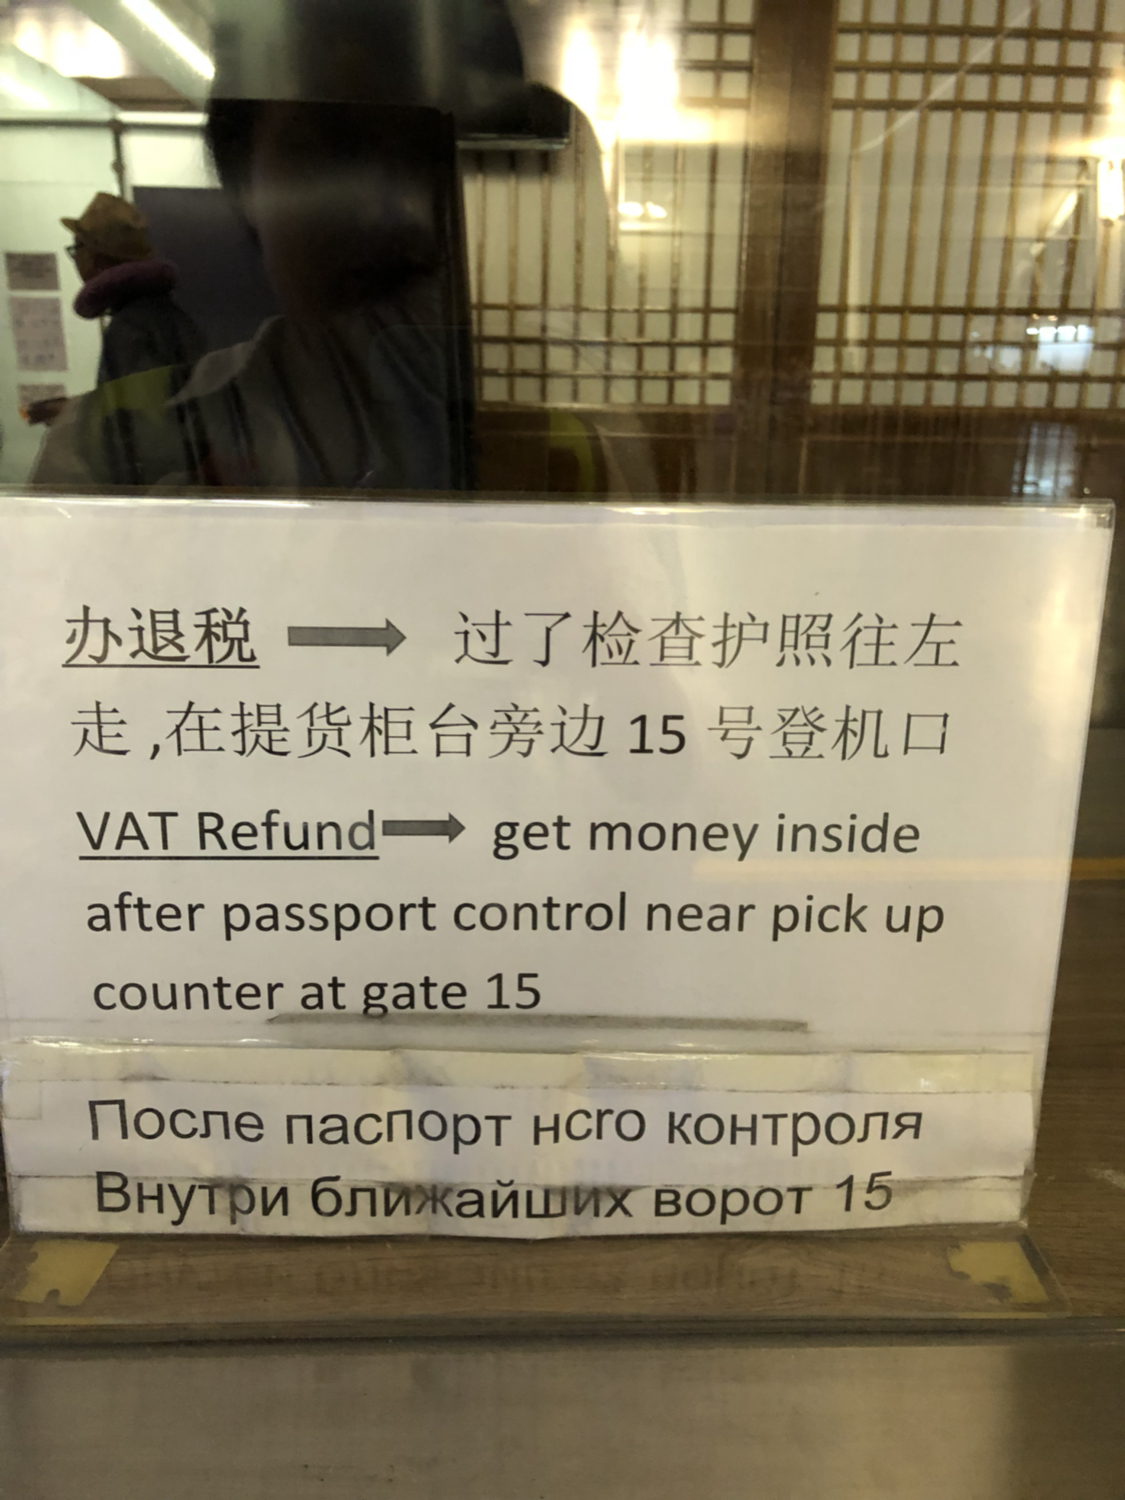 办退税 → 过了检查护照往左
走 ,在提货柜台旁边 15 号登机口
VAT Refund → get money inside
after passport control near pick up
counter at gate 15
После паспорт нсго контроля
Внутри ближайших ворот 15